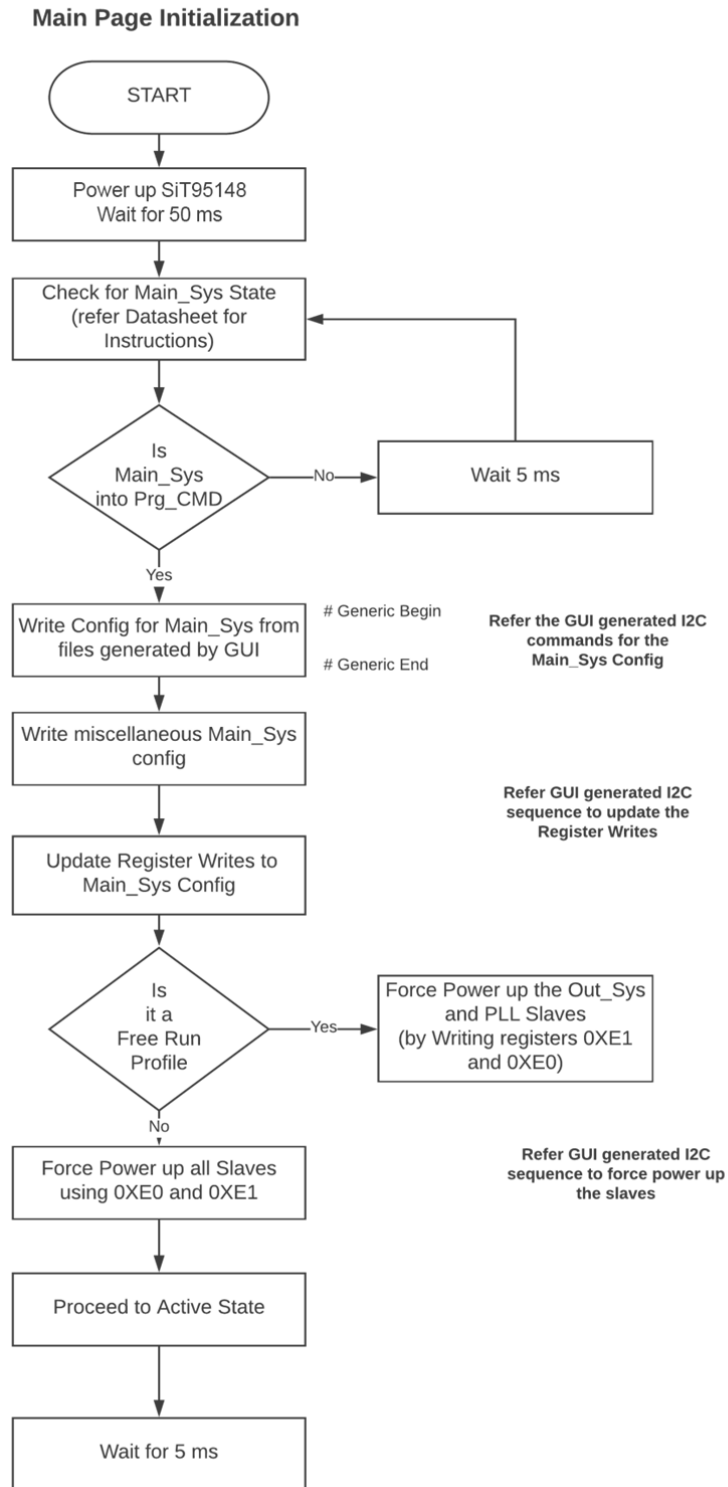 Main Page Initialization
START
Power up SiT95148
Wait for 50 ms
Check for Main_Sys State
(refer Datasheet for
Instructions)
Is
Main_Sys
into Prg_CMD
No
Wait 5 ms
Yes
Write Config for Main_Sys from
files generated by GUI
# Generic Begin
# Generic End
Refer the GUI generated I2C
commands for the
Main_Sys Config
Write miscellaneous Main_Sys
config
Refer GUI generated I2C
sequence to update the
Register Writes
Update Register Writes to
Main_Sys Config
Is
it a
Free Run
Profile
Yes
Force Power up the Out_Sys
and PLL Slaves
(by Writing registers 0XE1
and 0XE0)
No
Force Power up all Slaves
using 0XE0 and 0XE1
Refer GUI generated I2C
sequence to force power up
the slaves
Proceed to Active State
Wait for 5 ms